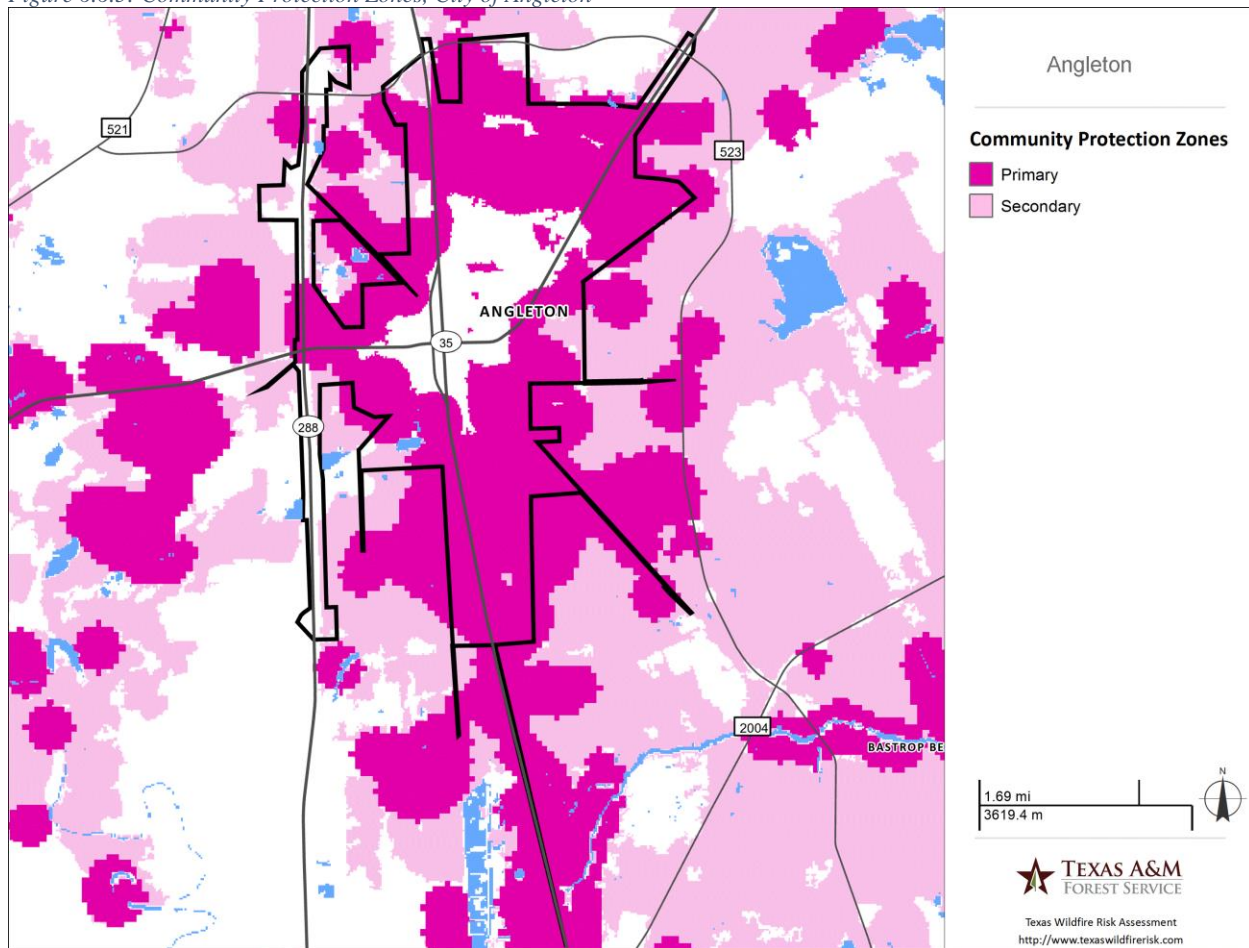 Figure 5.3.3: Community Protection Zones, City of Angleton
Angleton
Community Protection Zones
Primary
Secondary
521
523
ANGLETON
35
288
2004
BASTROP BE
N
1.69 mi
3619.4 m
TEXAS A&M
FOREST SERVICE
Texas Wildfire Risk Assessment
http://www.texaswildfirerisk.com